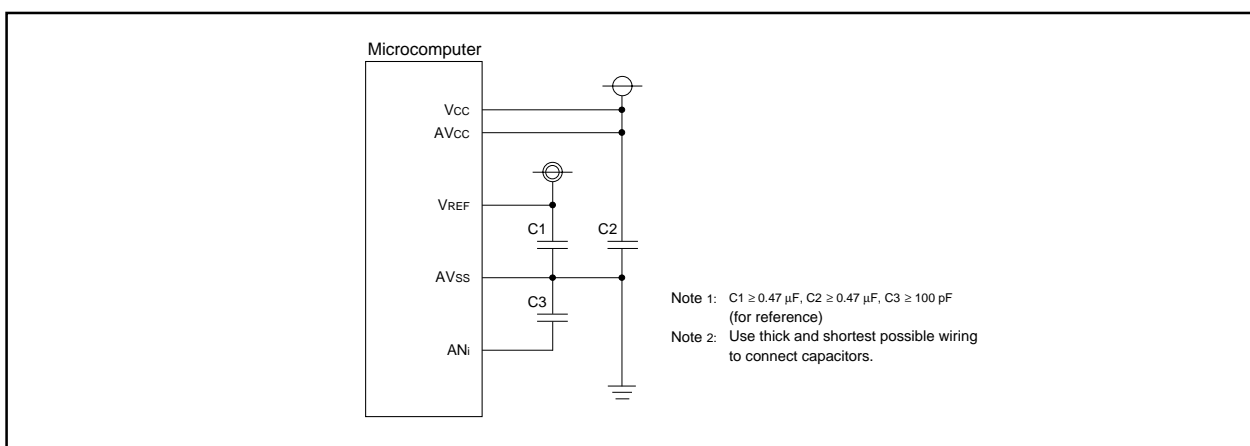 Microcomputer
VCC
AVCC
VREF
C1
C2
AVSS
C3
ANi
Note 1: C1 ≥ 0.47 μF, C2 ≥ 0.47 μF, C3 ≥ 100 pF
(for reference)
Note 2: Use thick and shortest possible wiring
to connect capacitors.